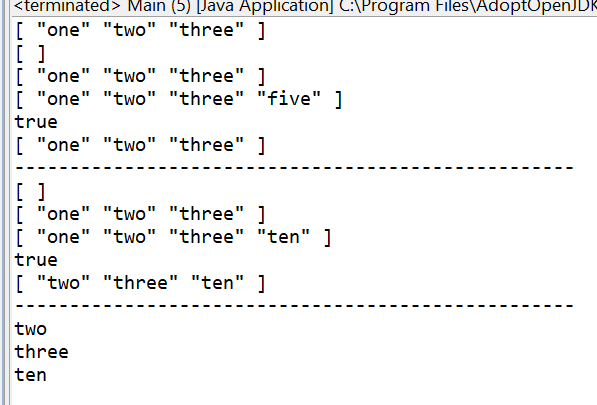 <terminated> Main (5) [Java Application] C:\Program Files\AdoptOpenJDK
[ "one" "two" "three" ]
[ ]
[ "one" "two" "three" ]
[ "one" "two" "three" "five" ]
true
[ "one" "two" "three" ]
---------------------------------------------------
[ ]
[ "one" "two" "three" ]
[ "one" "two" "three" "ten" ]
true
[ "two" "three" "ten" ]
---------------------------------------------------
two
three
ten